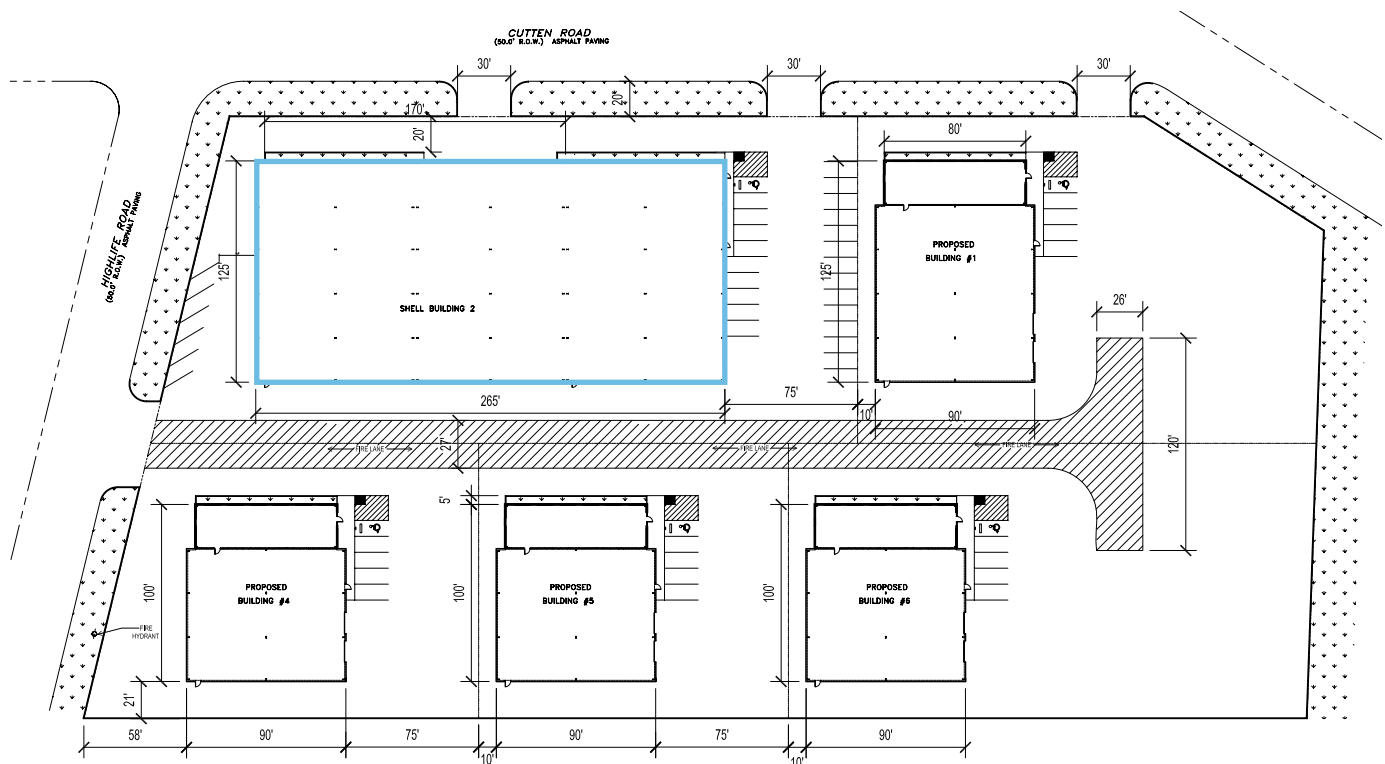 CUTTEN ROAD
(50.0' R.O.W.) ASPHALT PAVING
30'
30'
30'
20'
170'
20'
80'
HIGHLIFE ROAD
(50.0' R.O.W.) ASPHALT PAVING
125'
SHELL BUILDING 2
125'
PROPOSED
BUILDING #1
26'
265'
75'
10'
90'
120'
27'
FIRE LANE
FIRE LANE
FIRE LANE
5'
100'
PROPOSED
BUILDING #4
100'
PROPOSED
BUILDING #5
100'
PROPOSED
BUILDING #6
FIRE
HYDRANT
21'
58'
90'
75'
10'
90'
75'
10'
90'